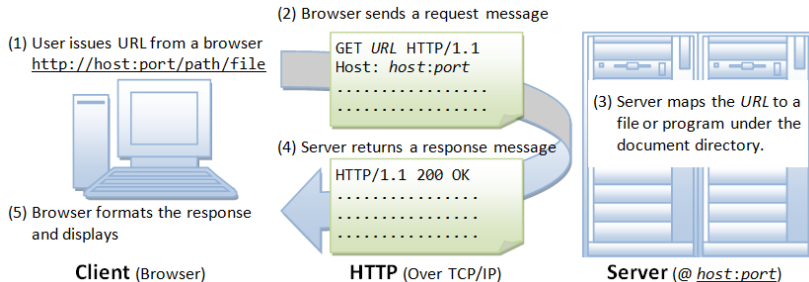 (1) User issues URL from a browser
http://host:port/path/file
(2) Browser sends a request message
GET URL HTTP/1.1
Host: host:port
................
................
(3) Server maps the URL to a
file or program under the
document directory.
(4) Server returns a response message
HTTP/1.1 200 OK
................
................
................
(5) Browser formats the response
and displays
Client (Browser)
HTTP (Over TCP/IP)
Server (@ host:port)